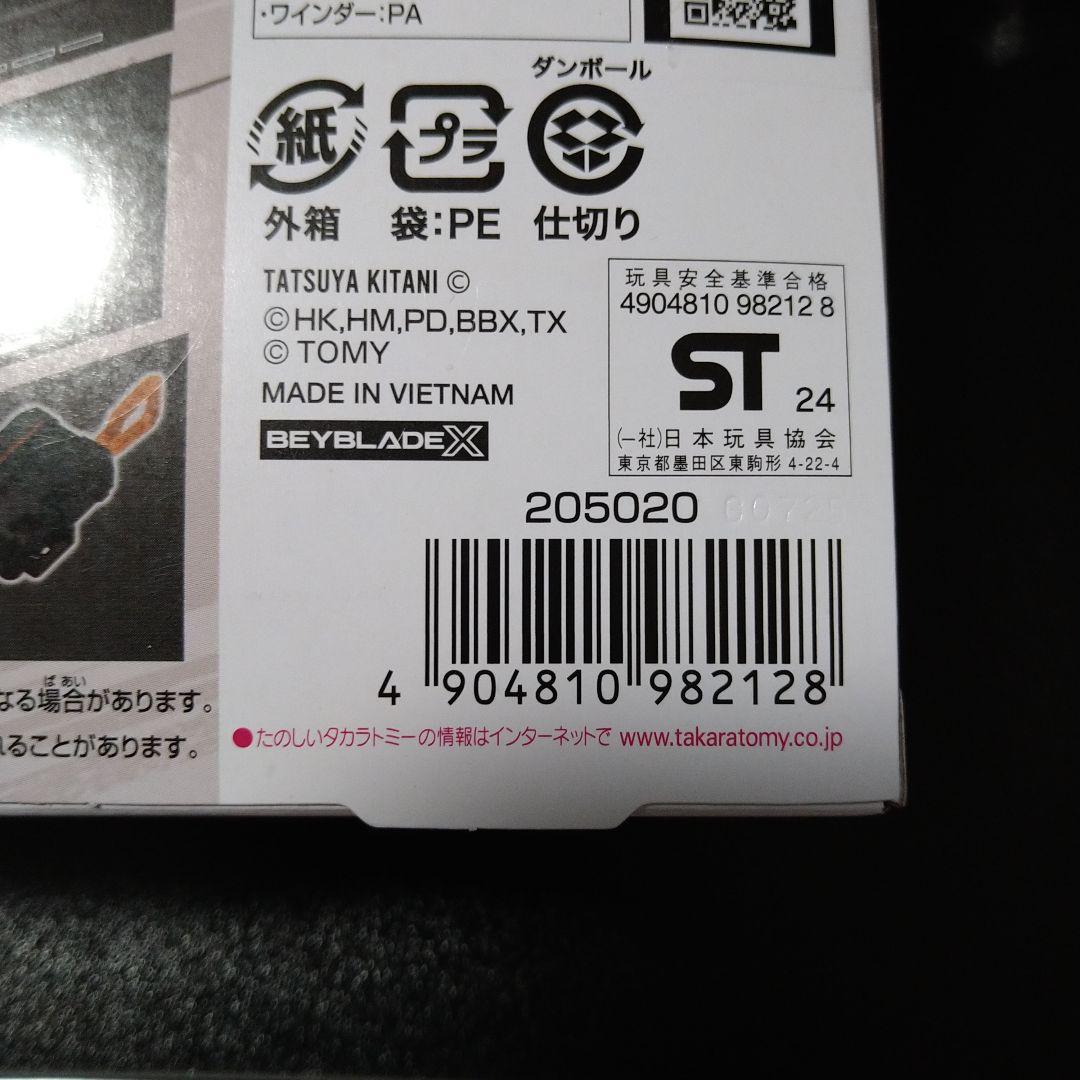 ・ワインダー:PA
ダンボール
紙
プラ
外箱 袋:PE 仕切り
TATSUYA KITANI ©
©HK,HM,PD,BBX,TX
© TOMY
MADE IN VIETNAM
BEYBLADE X
玩具安全基準合格
4904810 98212 8
ST 24
(一社)日本玩具協会
東京都墨田区東駒形 4-22-4
205020
4 904810 982128
なる場合があります。
ばあい
れることがあります。
●たのしいタカラトミーの情報はインターネットで www.takaratomy.co.jp